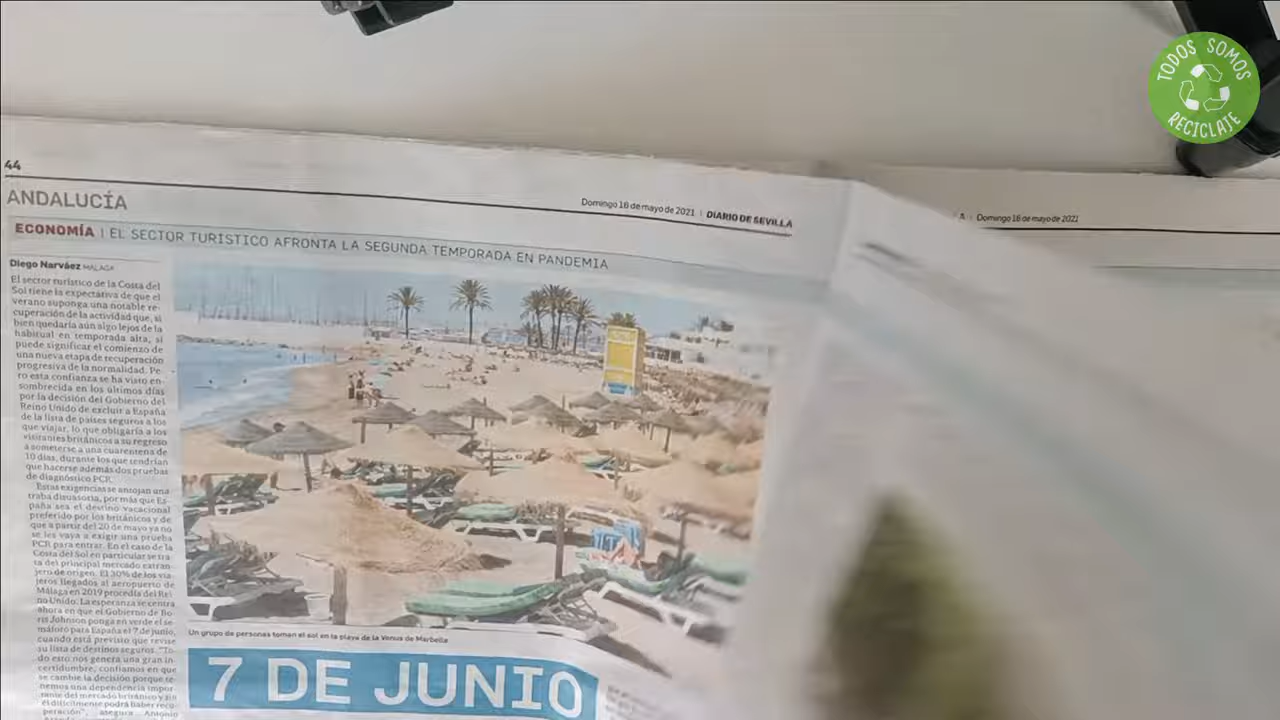 TODOS SOMOS
RECICLAJE
44
ANDALUCÍA
Domingo 16 de mayo de 2021 | DIARIO DE SEVILLA
A | Domingo 16 de mayo de 2021
ECONOMÍA | EL SECTOR TURÍSTICO AFRONTA LA SEGUNDA TEMPORADA EN PANDEMIA
Diego Narváez MÁLAGA
El sector turístico de la Costa del
Sol tiene la expectativa de que el
verano suponga una notable re-
cuperación de la actividad que, si
bien quedaría aún algo lejos de la
habitual en temporada alta, sí
puede significar el comienzo de
una nueva etapa de recuperación
progresiva de la normalidad. Pe-
ro esta confianza se ha visto en-
sombrecida en los últimos días
por la decisión del Gobierno del
Reino Unido de excluir a España
de la lista de países seguros a los
que viajar, lo que obligaría a los
visitantes británicos a su regreso
a someterse a una cuarentena de
10 días, durante los que tendrían
que hacerse además dos pruebas
de diagnóstico PCR.
Estas exigencias se antojan una
traba disuasoria, por más que Es-
paña sea el destino vacacional
preferido por los británicos y de
que a partir del 20 de mayo ya no
se les vaya a exigir una prueba
PCR para entrar. En el caso de la
Costa del Sol en particular se tra-
ta del principal mercado extran-
jero de origen. El 30% de los via-
jeros llegados al aeropuerto de
Málaga en 2019 procedía del Rei-
no Unido. La esperanza se centra
ahora en que el Gobierno de Bo-
ris Johnson ponga en verde el se-
máforo para España el 7 de junio,
cuando está previsto que revise
su lista de destinos seguros. "To-
do esto nos genera una gran in-
certidumbre, confiamos en que
se cambie la decisión porque te-
nemos una dependencia impor-
tante del mercado británico y sin
él difícilmente podrá haber recu-
peración", asegura Antonio
Un grupo de personas toman el sol en la playa de la Venus de Marbella
7 DE JUNIO